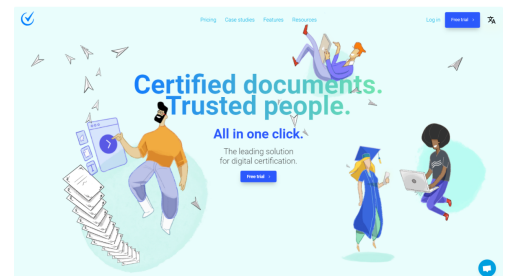 Pricing
Case studies
Features
Resources
Log in
Free trial
Certified documents.
Trusted people.
All in one click.
The leading solution
for digital certification.
Free trial